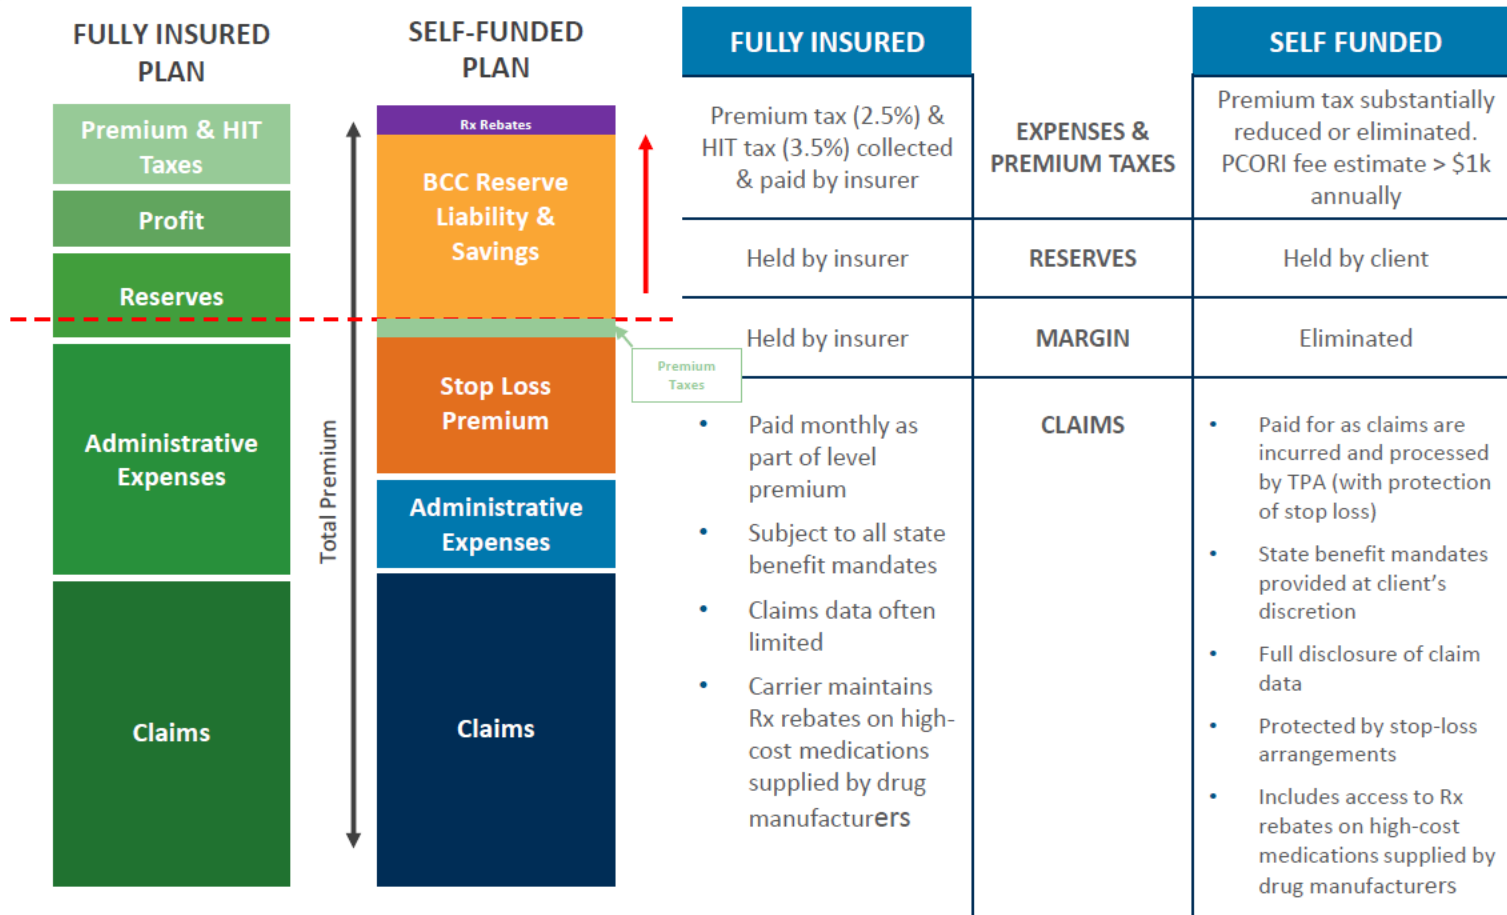 FULLY INSURED
PLAN
Premium & HIT
Taxes
Profit
Reserves
Administrative
Expenses
Claims
Total Premium
SELF-FUNDED
PLAN
Rx Rebates
BCC Reserve
Liability &
Savings
Stop Loss
Premium
Administrative
Expenses
Claims
Premium
Taxes
FULLY INSURED
SELF FUNDED
Premium tax (2.5%) &
HIT tax (3.5%) collected
& paid by insurer
EXPENSES &
PREMIUM TAXES
Premium tax substantially
reduced or eliminated.
PCORI fee estimate > $1k
annually
Held by insurer
RESERVES
Held by client
Held by insurer
MARGIN
Eliminated
• Paid monthly as
part of level
premium
• Subject to all state
benefit mandates
• Claims data often
limited
• Carrier maintains
Rx rebates on high-
cost medications
supplied by drug
manufacturers
CLAIMS
• Paid for as claims are
incurred and processed
by TPA (with protection
of stop loss)
• State benefit mandates
provided at client's
discretion
• Full disclosure of claim
data
• Protected by stop-loss
arrangements
• Includes access to Rx
rebates on high-cost
medications supplied by
drug manufacturers